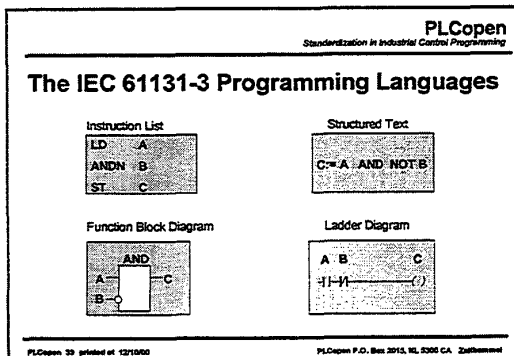 PLCopen
Standardization in Industrial Control Programming
The IEC 61131-3 Programming Languages
Instruction List
LD A
ANDN B
ST C
Structured Text
C:= A AND NOT B
Function Block Diagram
AND
A C
B
Ladder Diagram
A B C
PLCopen 33 printed at 12/10/00
PLCopen P.O. Box 2015, NL 5300 CA Zaltbommel